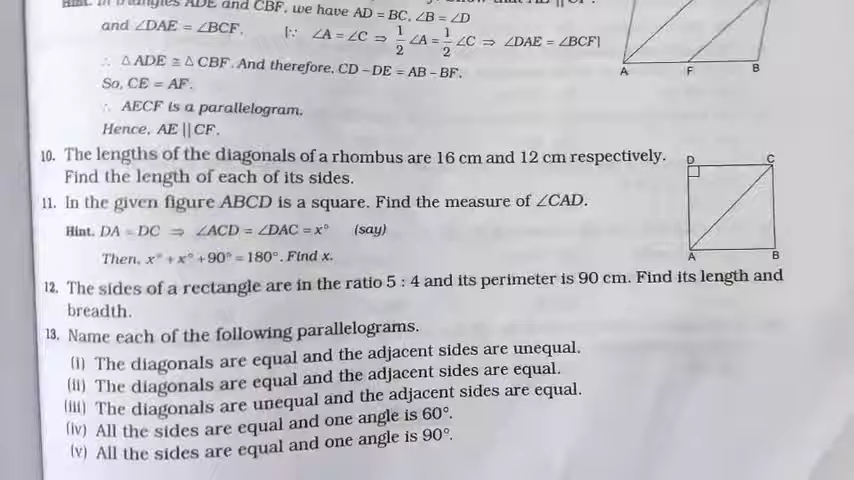 Hint. In triangles ADE and CBF, we have AD = BC, ∠B = ∠D
and ∠DAE = ∠BCF. [∵ ∠A = ∠C ⇒ 1/2 ∠A = 1/2 ∠C ⇒ ∠DAE = ∠BCF]
∴ △ ADE ≅ △ CBF. And therefore, CD – DE = AB – BF.
So, CE = AF.
∴ AECF is a parallelogram.
Hence, AE || CF.
A F B
10. The lengths of the diagonals of a rhombus are 16 cm and 12 cm respectively.
Find the length of each of its sides.
11. In the given figure ABCD is a square. Find the measure of ∠CAD.
Hint. DA = DC ⇒ ∠ACD = ∠DAC = x° (say)
Then, x° + x° + 90° = 180°. Find x.
D C
A B
12. The sides of a rectangle are in the ratio 5 : 4 and its perimeter is 90 cm. Find its length and
breadth.
13. Name each of the following parallelograms.
(i) The diagonals are equal and the adjacent sides are unequal.
(ii) The diagonals are equal and the adjacent sides are equal.
(iii) The diagonals are unequal and the adjacent sides are equal.
(iv) All the sides are equal and one angle is 60°.
(v) All the sides are equal and one angle is 90°.